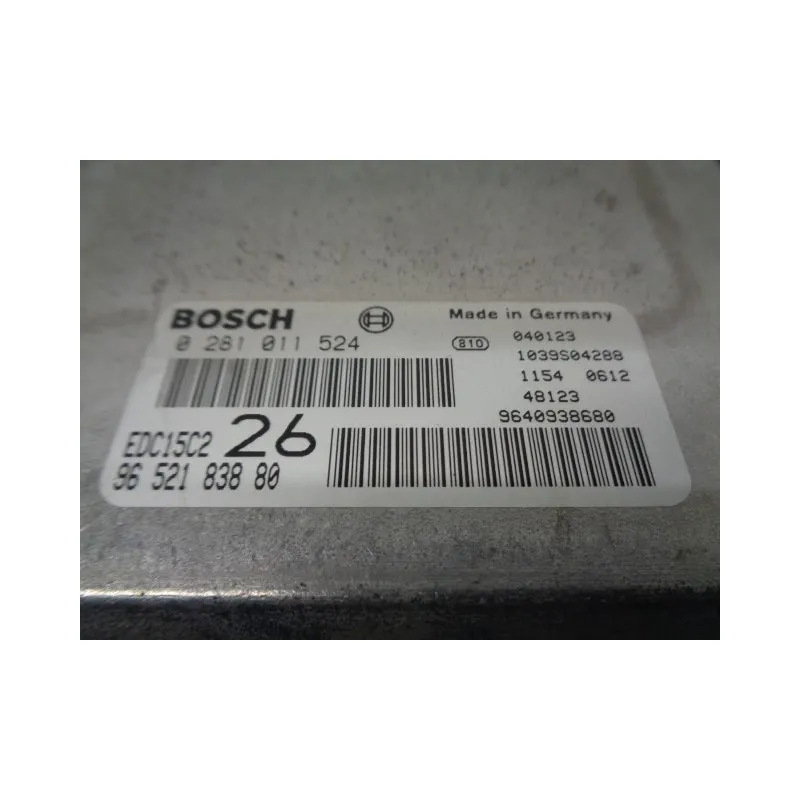 BOSCH
0 281 011 524
EDC15C2 26
96 521 838 80
Made in Germany
810
040123
1039S04288
1154 0612
48123
9640938680